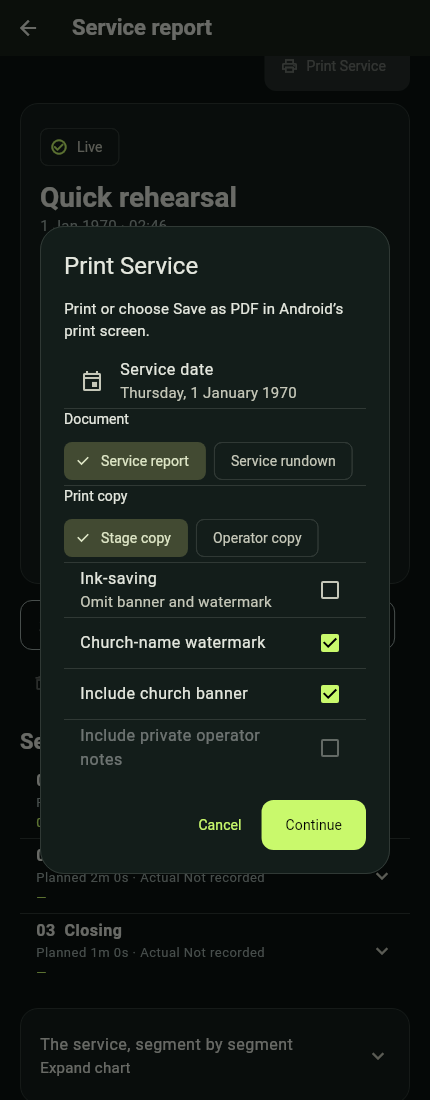 Service report
Print Service
Live
Quick rehearsal
1 Jan 1970 · 02:46
Print Service
Print or choose Save as PDF in Android’s
print screen.
Service date
Thursday, 1 January 1970
Document
Service report
Service rundown
Print copy
Stage copy
Operator copy
Ink-saving
Omit banner and watermark
Church-name watermark
Include church banner
Include private operator
notes
Cancel
Continue
Planned 2m 0s · Actual Not recorded
—
03 Closing
Planned 1m 0s · Actual Not recorded
—
The service, segment by segment
Expand chart